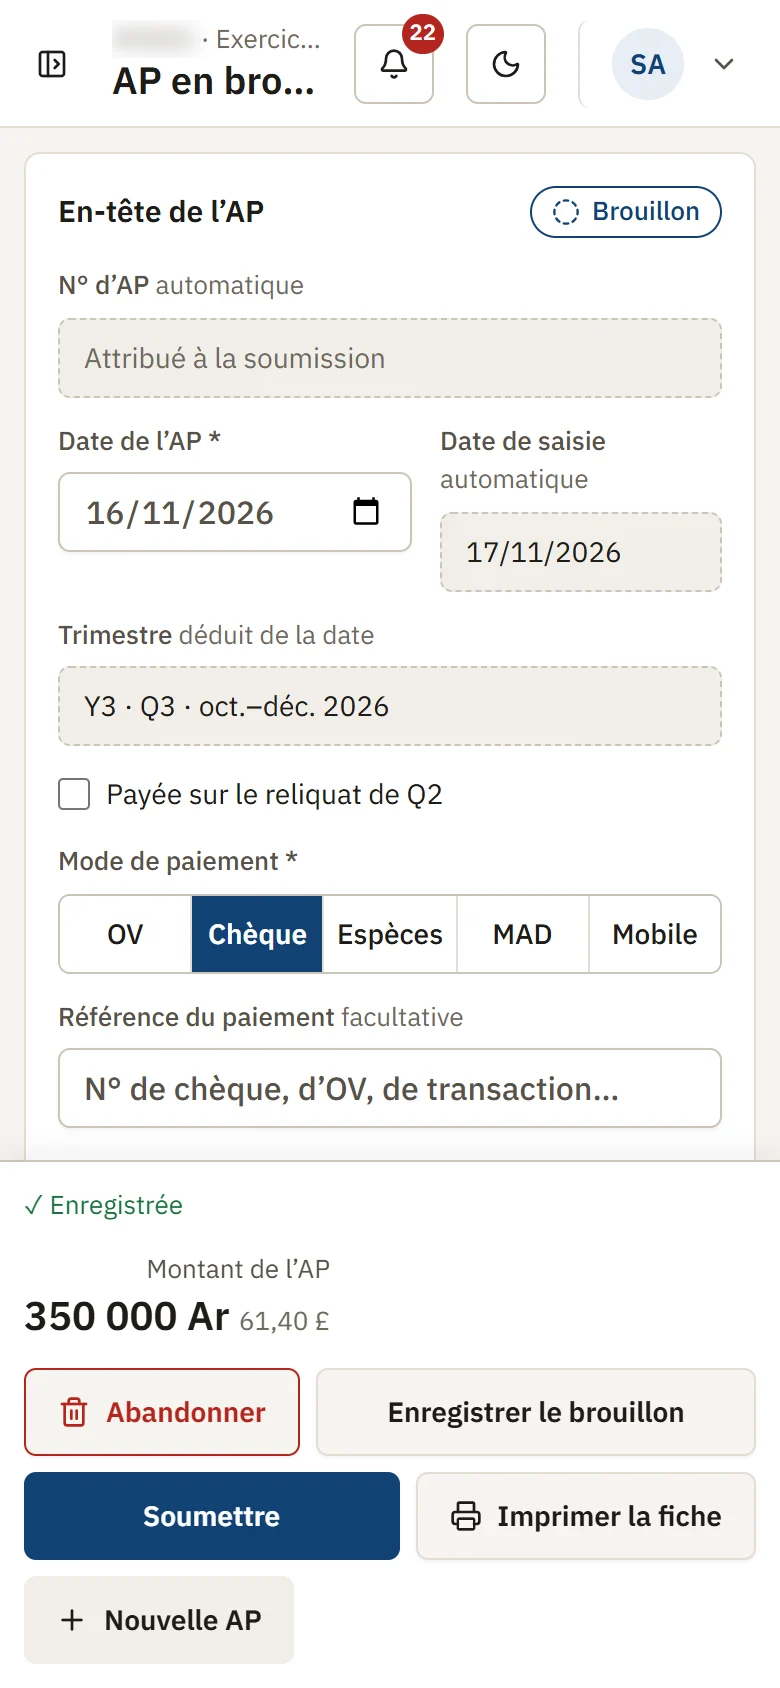 · Exercic...
22
AP en bro...
SA
En-tête de l’AP
Brouillon
N° d’AP automatique
Attribué à la soumission
Date de l’AP *
Date de saisie
automatique
16/11/2026
17/11/2026
Trimestre déduit de la date
Y3 · Q3 · oct.–déc. 2026
Payée sur le reliquat de Q2
Mode de paiement *
OV Chèque Espèces MAD Mobile
Référence du paiement facultative
N° de chèque, d’OV, de transaction...
✓ Enregistrée
Montant de l’AP
350 000 Ar 61,40 £
Abandonner
Enregistrer le brouillon
Soumettre
Imprimer la fiche
+ Nouvelle AP